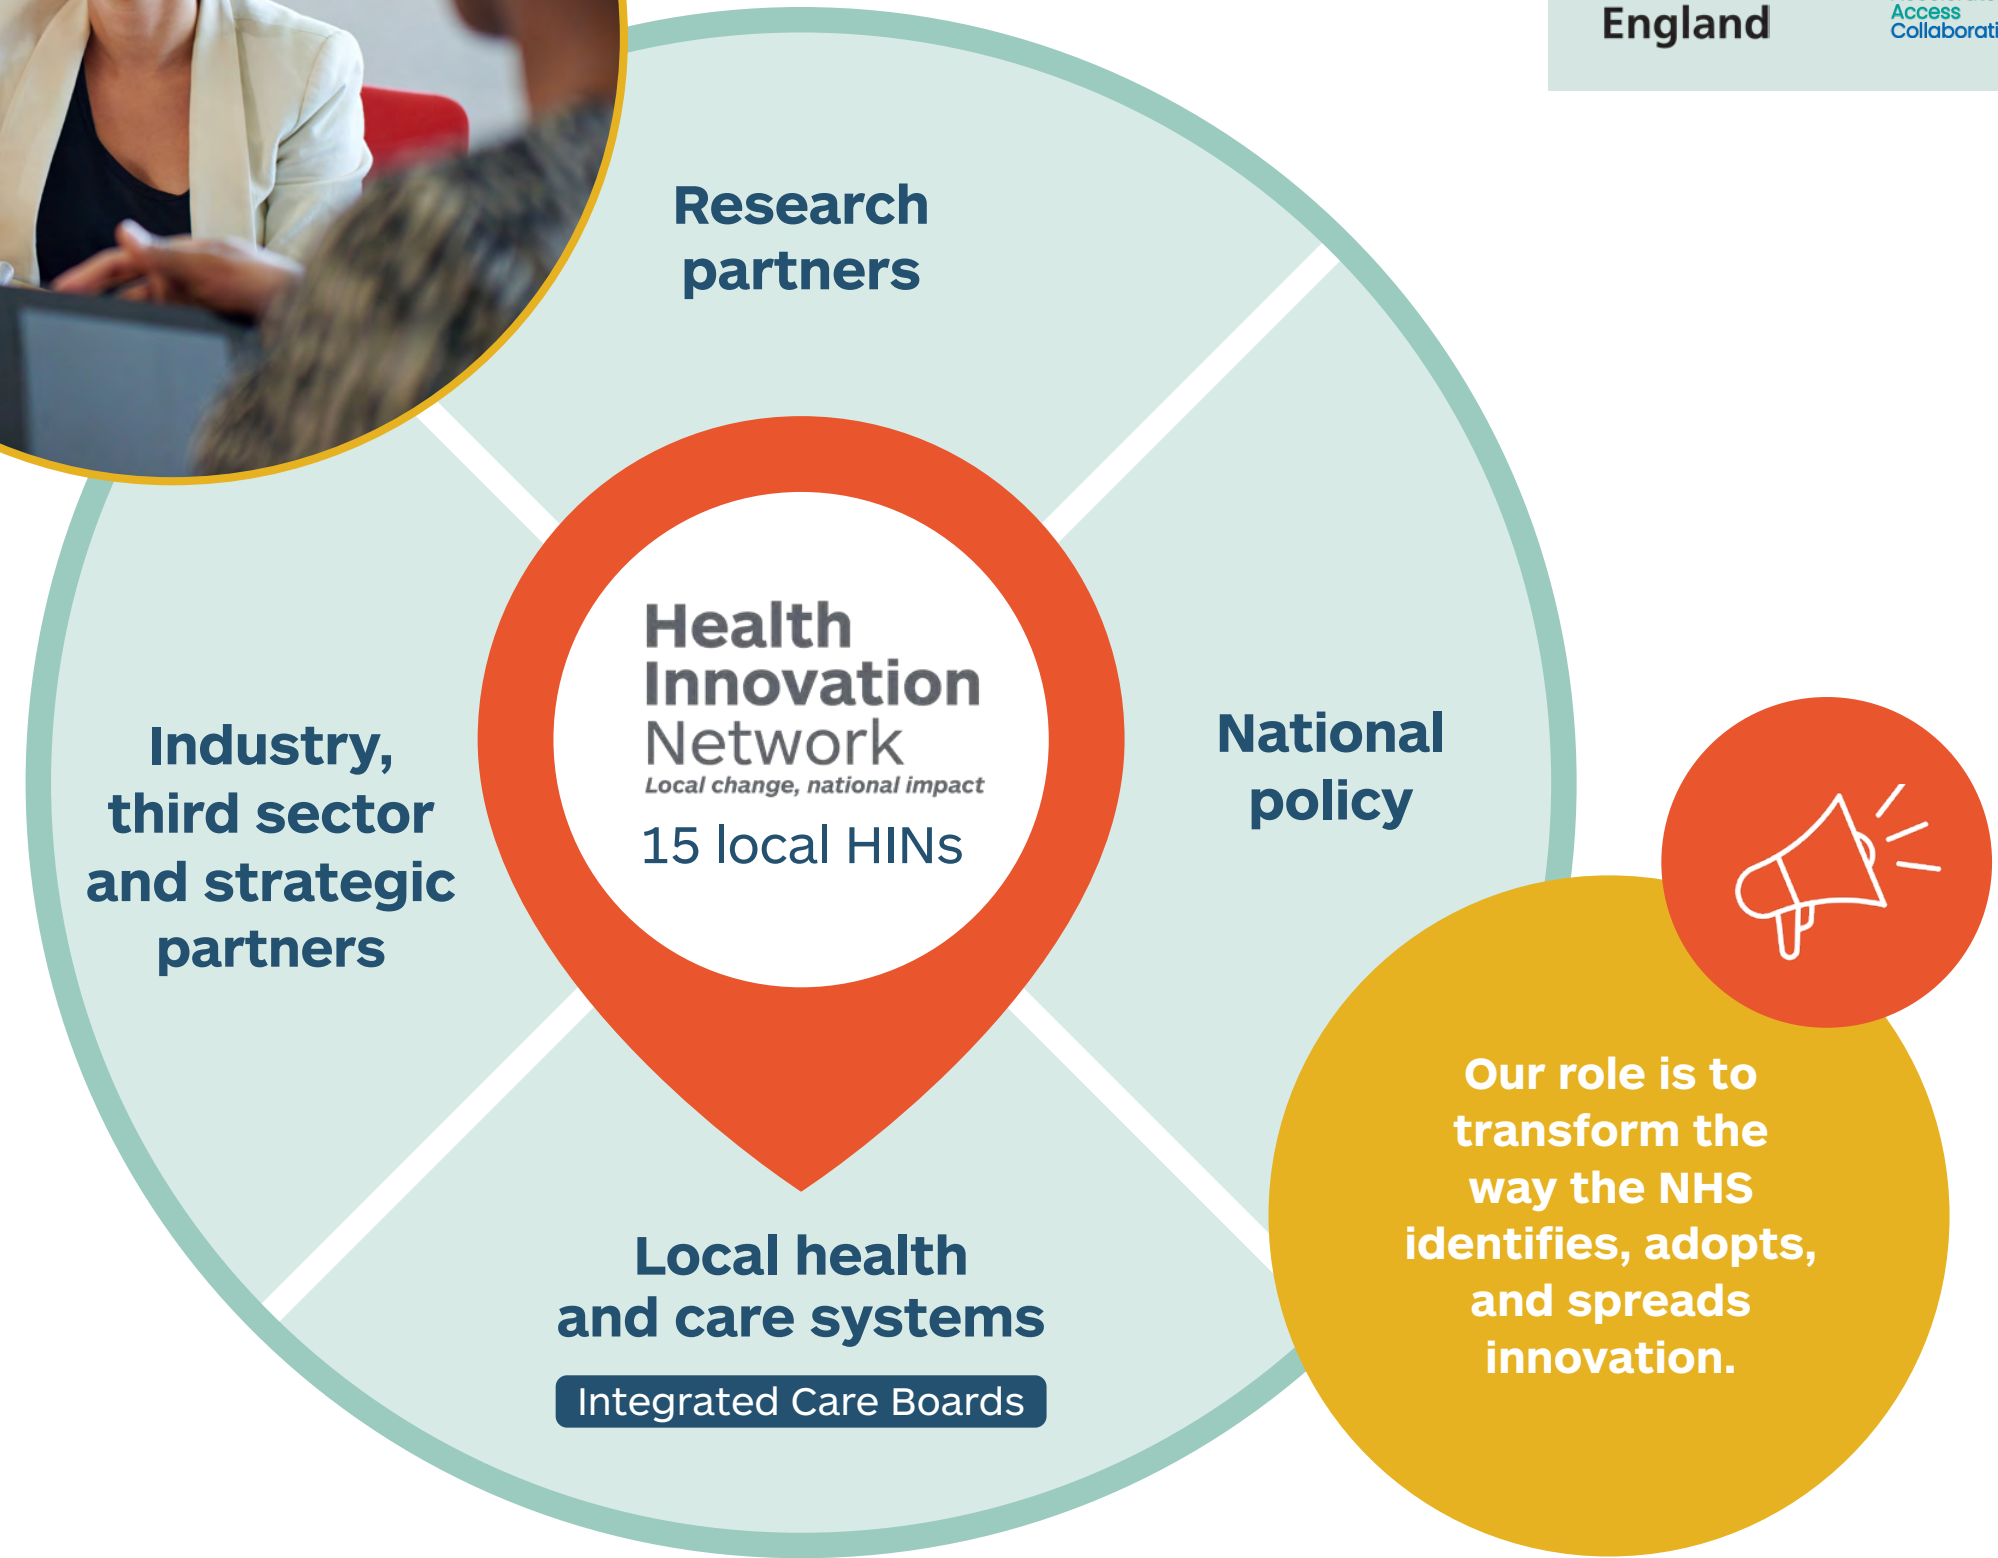 England
Access
Research
partners
Health
Innovation
Network
Local change, national impact
15 local HINs
Industry,
third sector
and strategic
partners
National
policy
Our role is to
transform the
way the NHS
identifies, adopts,
and spreads
innovation.
Local health
and care systems
Integrated Care Boards